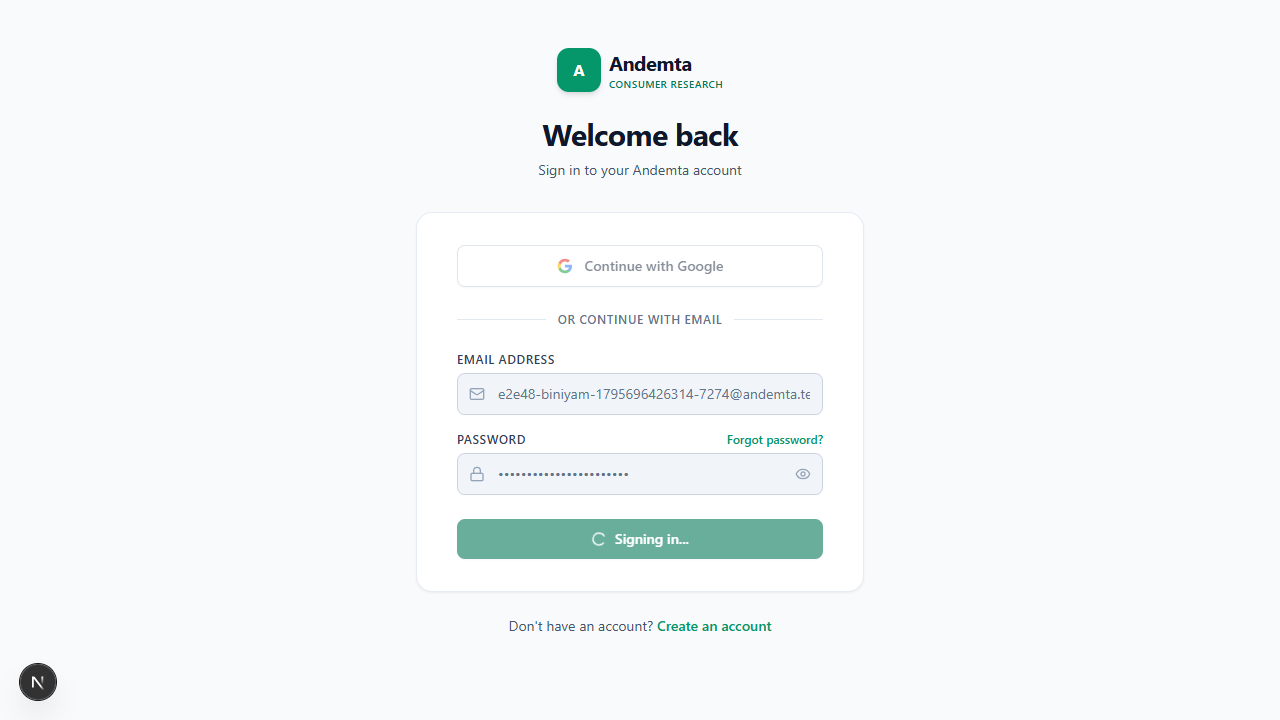 A
Andemta
CONSUMER RESEARCH
Welcome back
Sign in to your Andemta account
Continue with Google
OR CONTINUE WITH EMAIL
EMAIL ADDRESS
e2e48-biniyam-1795696426314-7274@andemta.te
PASSWORD Forgot password?
••••••••••••••••••••••
Signing in...
Don't have an account? Create an account
N